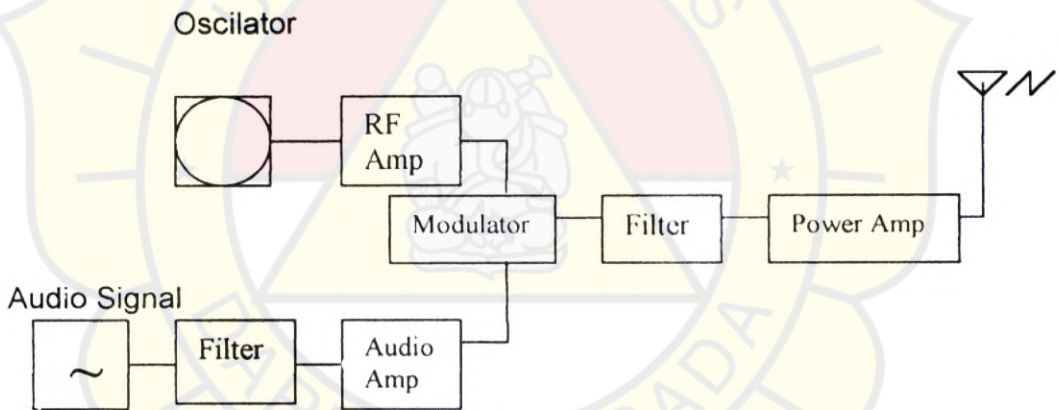 Oscilator
RF
Amp
Modulator
Filter
Power Amp
Audio Signal
~
Filter
Audio
Amp